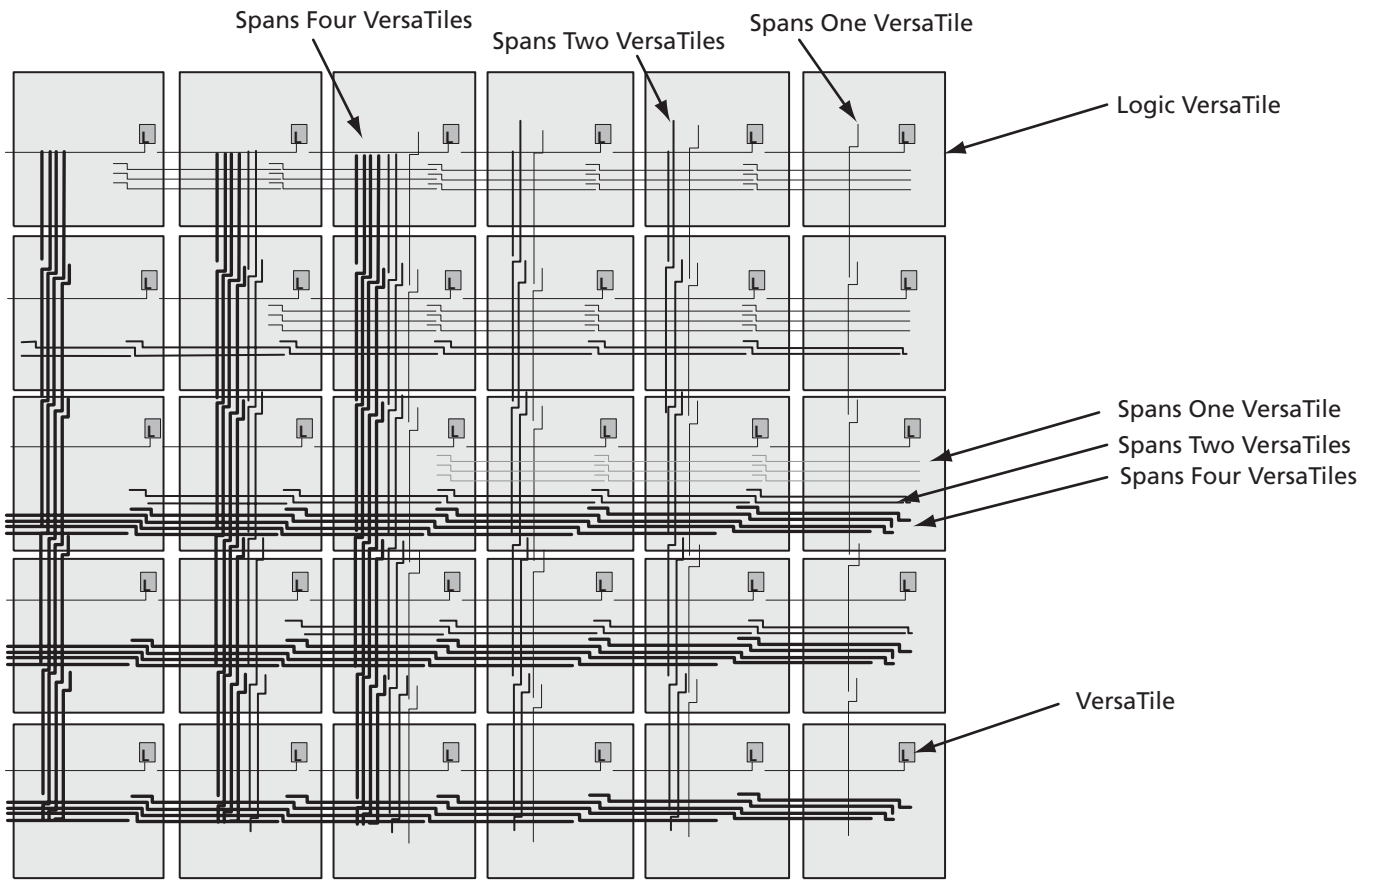 Spans Four VersaTiles
Spans Two VersaTiles
Spans One VersaTile
Logic VersaTile
L L L L L L
L L L L L L
Spans One VersaTile
L L L L L L
Spans Two VersaTiles
Spans Four VersaTiles
L L L L L L
VersaTile
L L L L L L